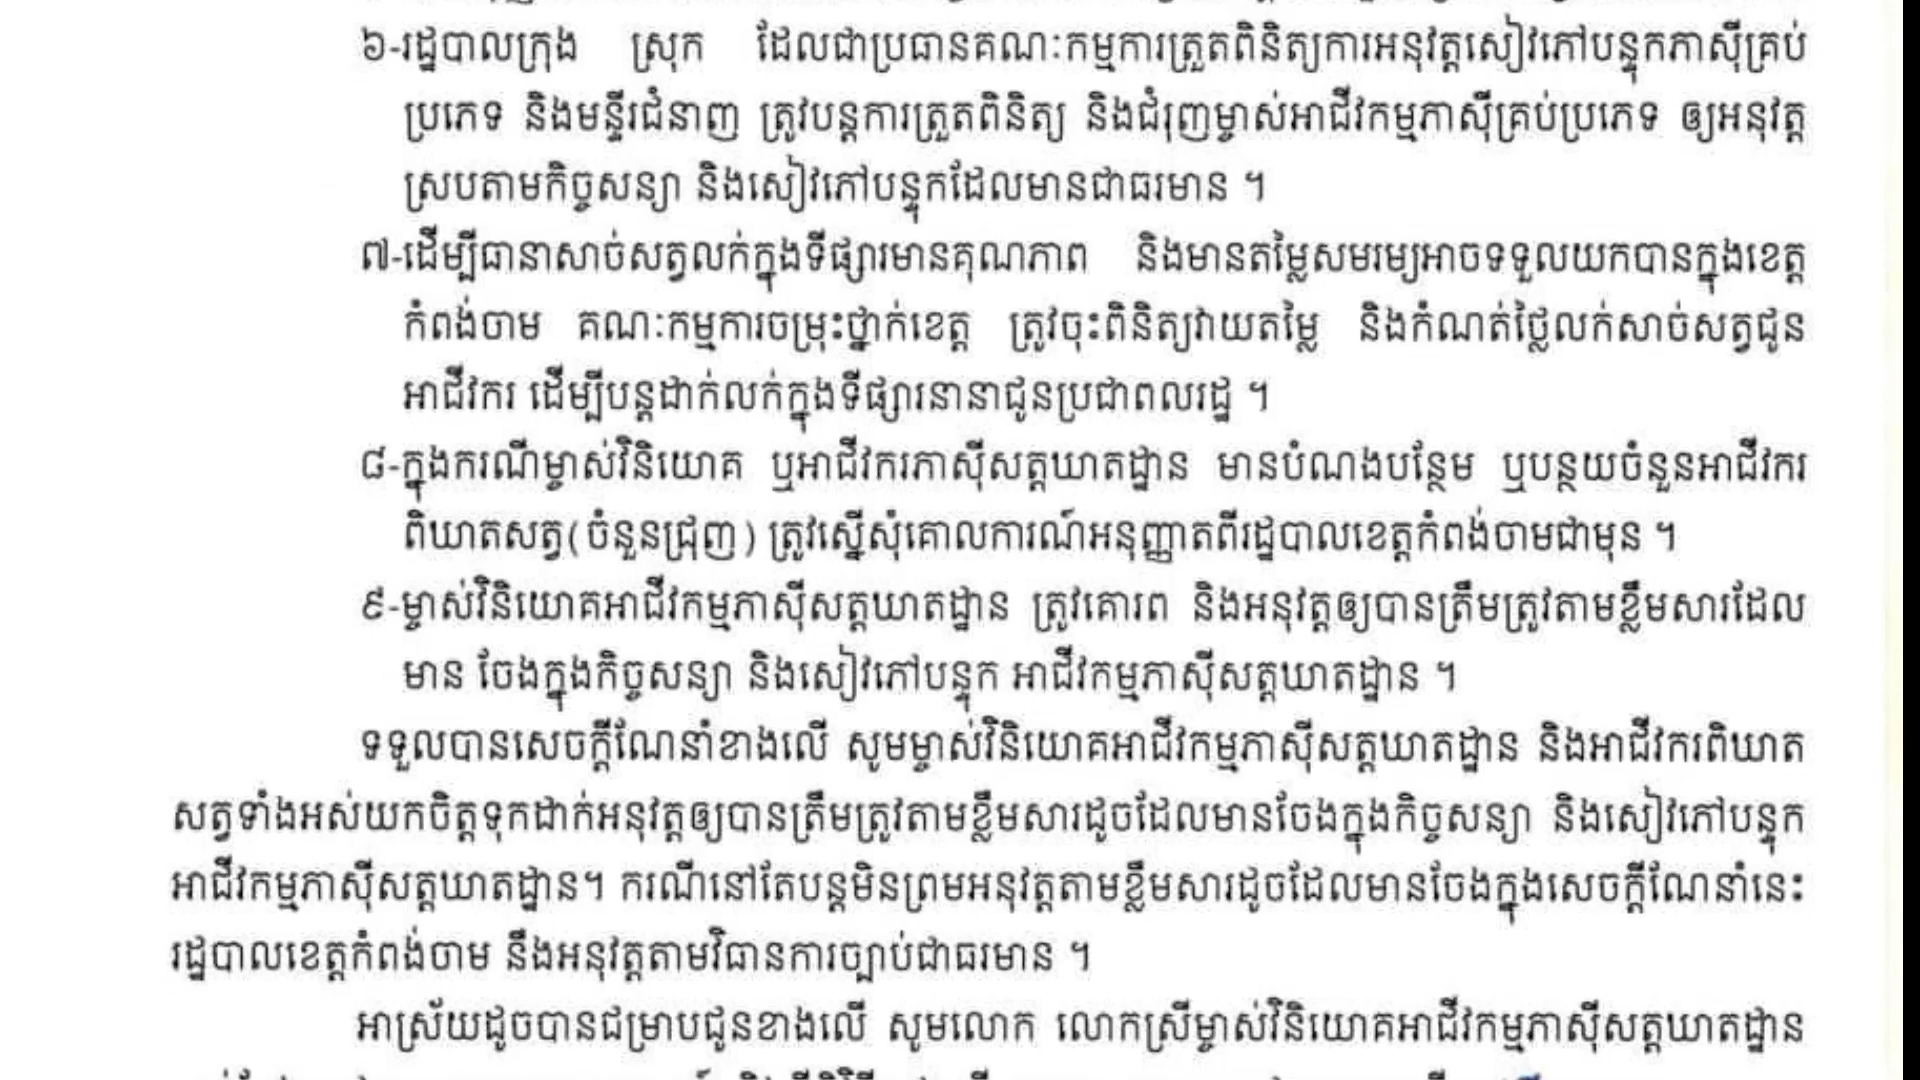 ៦-រដ្ឋបាលក្រុង ស្រុក ដែលជាប្រធានគណៈកម្មការត្រួតពិនិត្យការអនុវត្តសៀវភៅបន្ទុកភាស៊ីគ្រប់
ប្រភេទ និងមន្ទីរជំនាញ ត្រូវបន្តការត្រួតពិនិត្យ និងជំរុញម្ចាស់អាជីវកម្មភាស៊ីគ្រប់ប្រភេទ ឲ្យអនុវត្ត
ស្របតាមកិច្ចសន្យា និងសៀវភៅបន្ទុកដែលមានជាធរមាន ។
៧-ដើម្បីធានាសាច់សត្វលក់ក្នុងទីផ្សារមានគុណភាព និងមានតម្លៃសមរម្យអាចទទួលយកបានក្នុងខេត្ត
កំពង់ចាម គណៈកម្មការចម្រុះថ្នាក់ខេត្ត ត្រូវចុះពិនិត្យវាយតម្លៃ និងកំណត់ថ្លៃលក់សាច់សត្វជូន
អាជីវករ ដើម្បីបន្តដាក់លក់ក្នុងទីផ្សារនានាជូនប្រជាពលរដ្ឋ ។
៨-ក្នុងករណីម្ចាស់វិនិយោគ ឬអាជីវករភាស៊ីសត្តឃាតដ្ឋាន មានបំណងបន្ថែម ឬបន្ថយចំនួនអាជីវករ
ពិឃាតសត្វ(ចំនួនជ្រូញ) ត្រូវស្នើសុំគោលការណ៍អនុញ្ញាតពីរដ្ឋបាលខេត្តកំពង់ចាមជាមុន ។
៩-ម្ចាស់វិនិយោគអាជីវកម្មភាស៊ីសត្តឃាតដ្ឋាន ត្រូវគោរព និងអនុវត្តឲ្យបានត្រឹមត្រូវតាមខ្លឹមសារដែល
មាន ចែងក្នុងកិច្ចសន្យា និងសៀវភៅបន្ទុក អាជីវកម្មភាស៊ីសត្តឃាតដ្ឋាន ។
ទទួលបានសេចក្តីណែនាំខាងលើ សូមម្ចាស់វិនិយោគអាជីវកម្មភាស៊ីសត្តឃាតដ្ឋាន និងអាជីវករពិឃាត
សត្វទាំងអស់យកចិត្តទុកដាក់អនុវត្តឲ្យបានត្រឹមត្រូវតាមខ្លឹមសារដូចដែលមានចែងក្នុងកិច្ចសន្យា និងសៀវភៅបន្ទុក
អាជីវកម្មភាស៊ីសត្តឃាតដ្ឋាន។ ករណីនៅតែបន្តមិនព្រមអនុវត្តតាមខ្លឹមសារដូចដែលមានចែងក្នុងសេចក្តីណែនាំនេះ
រដ្ឋបាលខេត្តកំពង់ចាម នឹងអនុវត្តតាមវិធានការច្បាប់ជាធរមាន ។
អាស្រ័យដូចបានជម្រាបជូនខាងលើ សូមលោក លោកស្រីម្ចាស់វិនិយោគអាជីវកម្មភាស៊ីសត្តឃាតដ្ឋាន